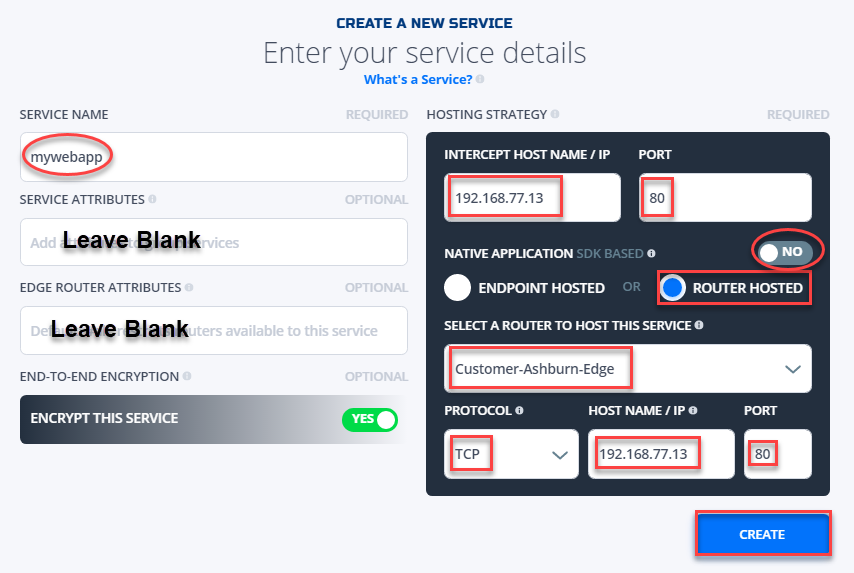 CREATE A NEW SERVICE
Enter your service details
What's a Service?
SERVICE NAME REQUIRED
mywebapp
SERVICE ATTRIBUTES OPTIONAL
Leave Blank
Add services
EDGE ROUTER ATTRIBUTES OPTIONAL
Leave Blank
available to this service
END-TO-END ENCRYPTION OPTIONAL
ENCRYPT THIS SERVICE YES
HOSTING STRATEGY REQUIRED
INTERCEPT HOST NAME / IP PORT
192.168.77.13 80
NATIVE APPLICATION SDK BASED NO
ENDPOINT HOSTED OR ROUTER HOSTED
SELECT A ROUTER TO HOST THIS SERVICE
Customer-Ashburn-Edge
PROTOCOL HOST NAME / IP PORT
TCP 192.168.77.13 80
CREATE